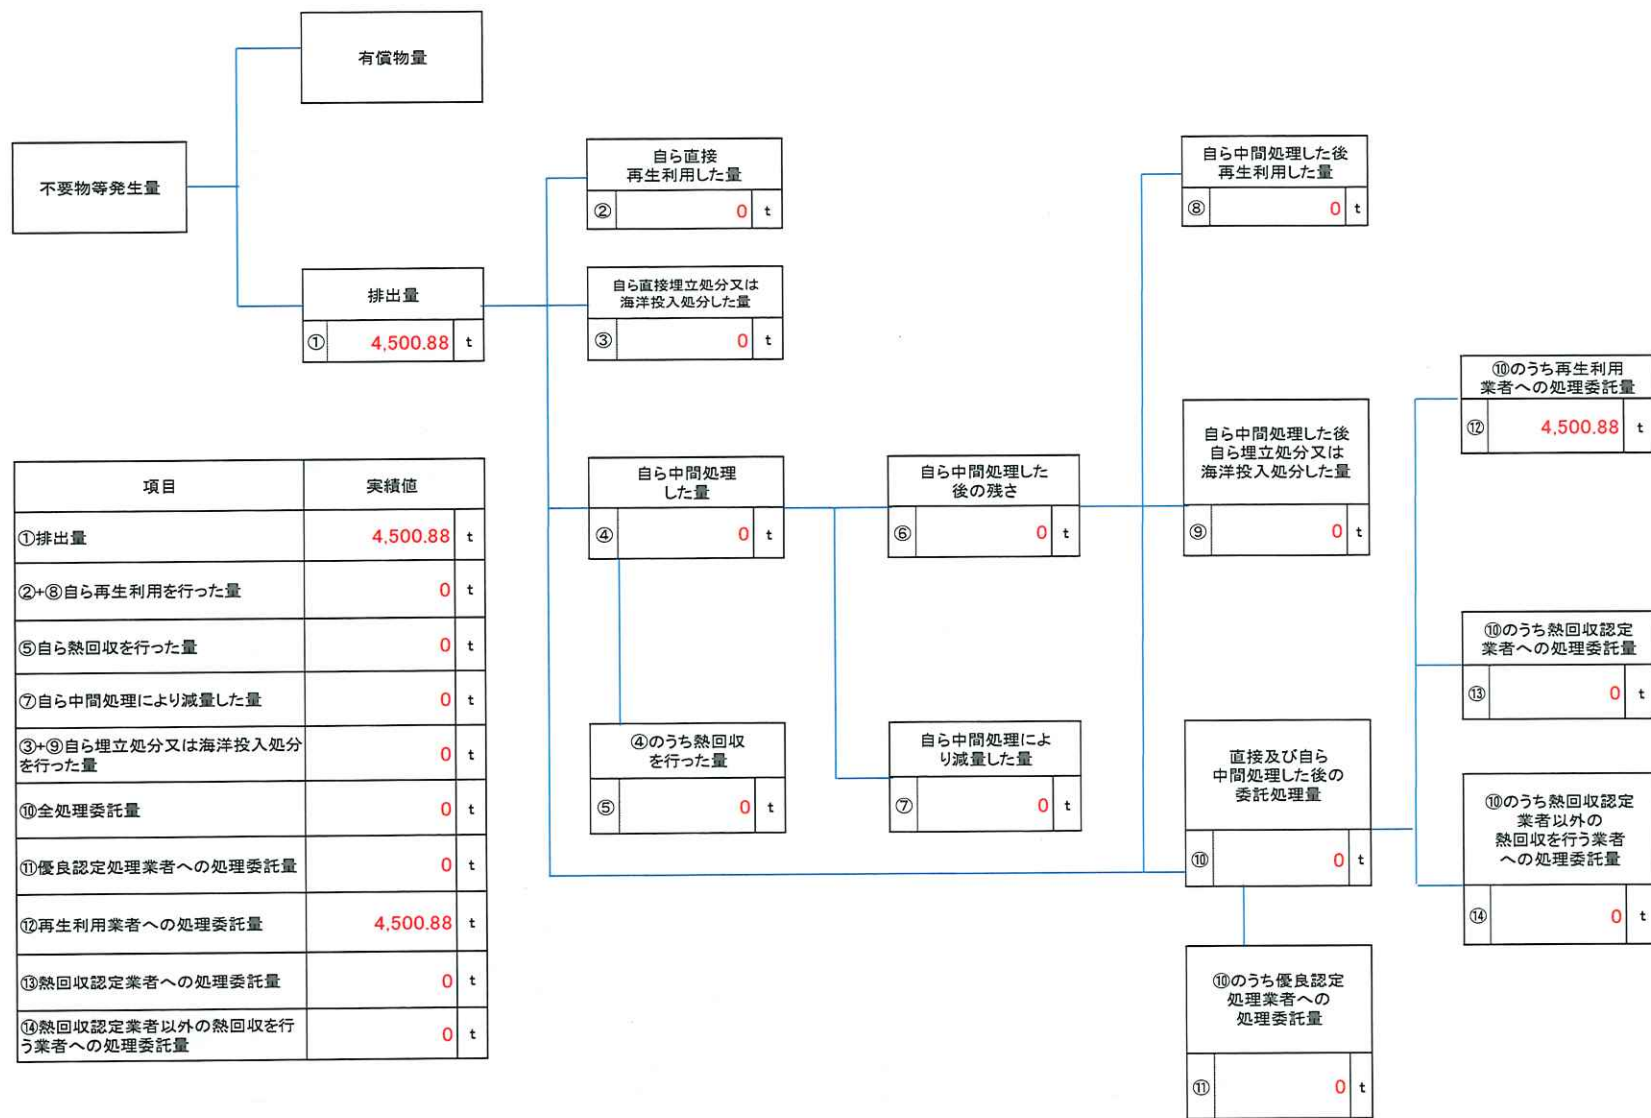 有償物量
不要物等発生量
排出量
① 4,500.88 t
自ら直接
再生利用した量
② 0 t
自ら直接埋立処分又は
海洋投入処分した量
③ 0 t
自ら中間処理
した量
④ 0 t
④のうち熱回収
を行った量
⑤ 0 t
自ら中間処理した
後の残さ
⑥ 0 t
自ら中間処理によ
り減量した量
⑦ 0 t
自ら中間処理した後
再生利用した量
⑧ 0 t
自ら中間処理した後
自ら埋立処分又は
海洋投入処分した量
⑨ 0 t
直接及び自ら
中間処理した後の
委託処理量
⑩ 0 t
⑩のうち優良認定
処理業者への
処理委託量
⑪ 0 t
⑩のうち再生利用
業者への処理委託量
⑫ 4,500.88 t
⑩のうち熱回収認定
業者への処理委託量
⑬ 0 t
⑩のうち熱回収認定
業者以外の
熱回収を行う業者
への処理委託量
⑭ 0 t
項目 実績値
①排出量 4,500.88 t
②+⑧自ら再生利用を行った量 0 t
⑤自ら熱回収を行った量 0 t
⑦自ら中間処理により減量した量 0 t
③+⑨自ら埋立処分又は海洋投入処分
を行った量 0 t
⑩全処理委託量 0 t
⑪優良認定処理業者への処理委託量 0 t
⑫再生利用業者への処理委託量 4,500.88 t
⑬熱回収認定業者への処理委託量 0 t
⑭熱回収認定業者以外の熱回収を行
う業者への処理委託量 0 t